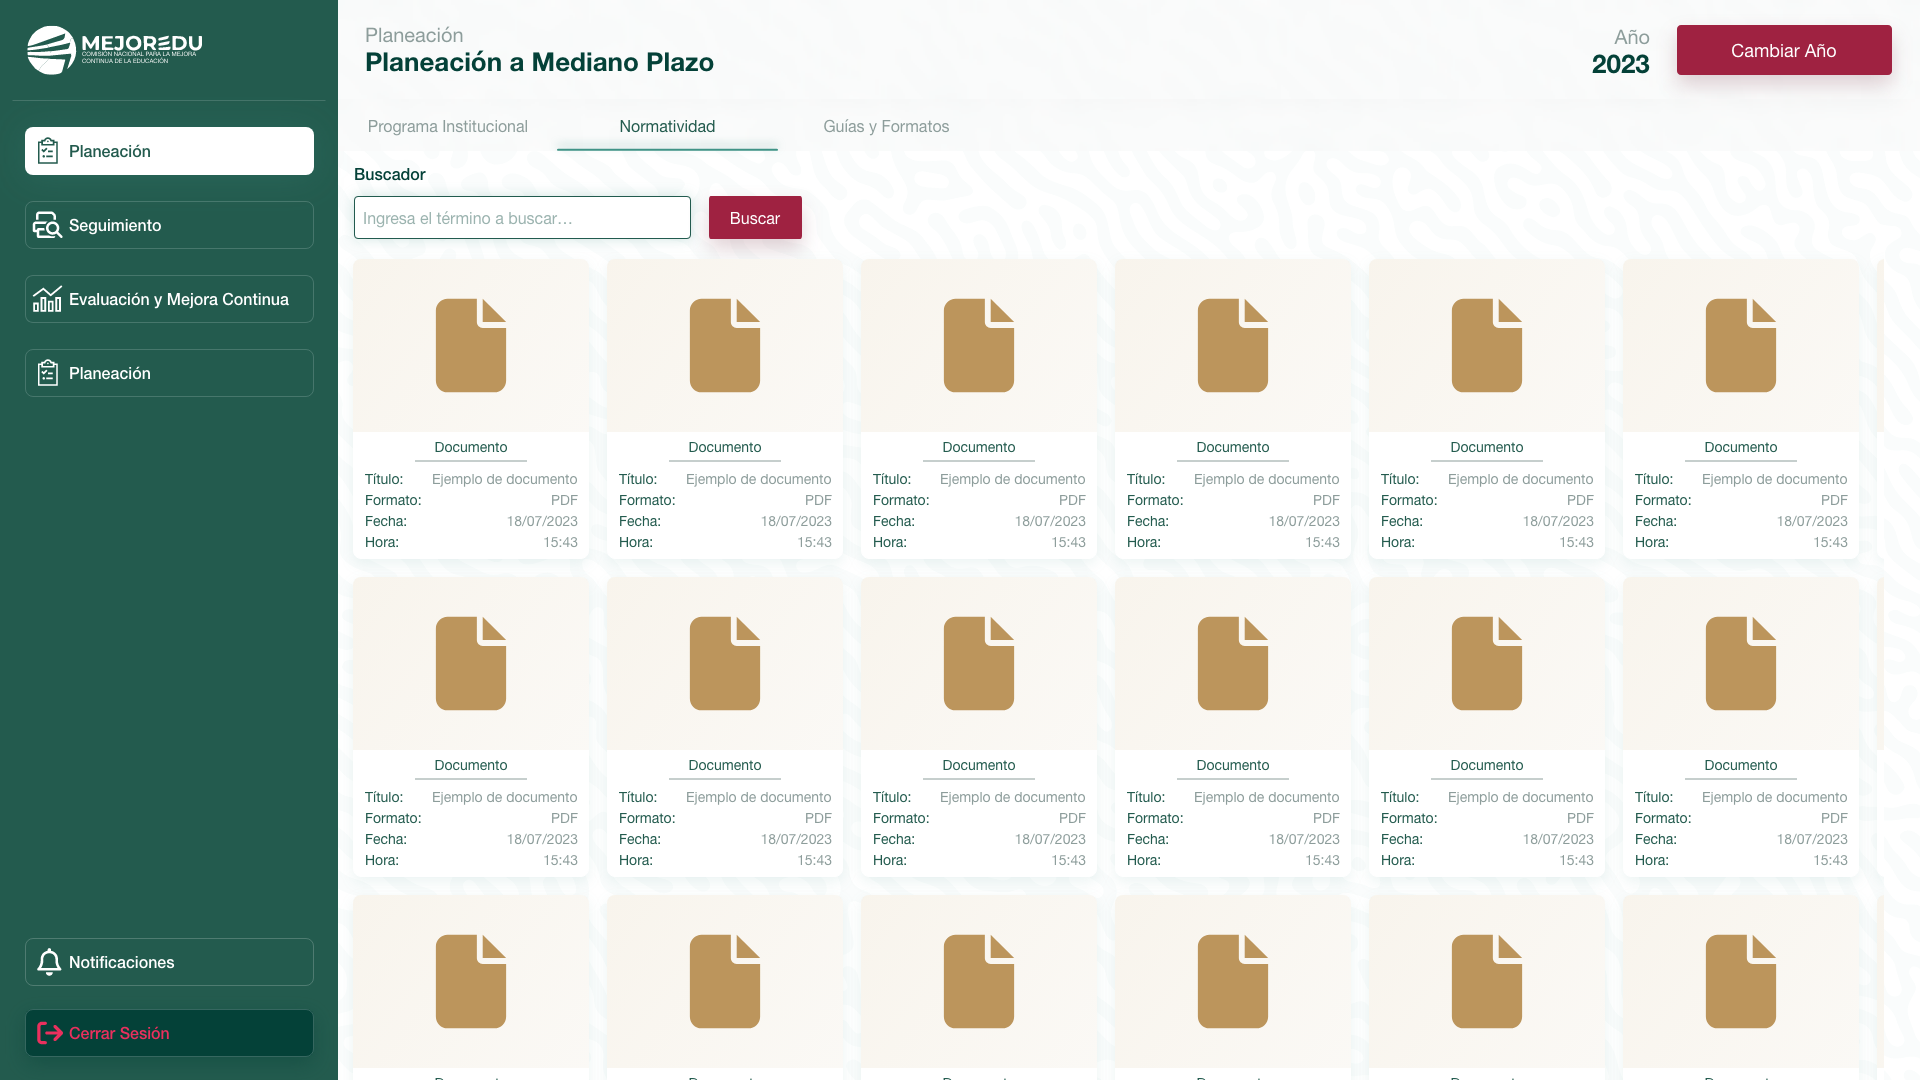 MEJOREDU
COMISIÓN NACIONAL PARA LA MEJORA
CONTINUA DE LA EDUCACIÓN
Planeación
Seguimiento
Evaluación y Mejora Continua
Planeación
Notificaciones
Cerrar Sesión
Planeación
Planeación a Mediano Plazo
Año
2023
Cambiar Año
Programa Institucional
Normatividad
Guías y Formatos
Buscador
Ingresa el término a buscar...
Buscar
Documento
Título: Ejemplo de documento
Formato: PDF
Fecha: 18/07/2023
Hora: 15:43
Documento
Título: Ejemplo de documento
Formato: PDF
Fecha: 18/07/2023
Hora: 15:43
Documento
Título: Ejemplo de documento
Formato: PDF
Fecha: 18/07/2023
Hora: 15:43
Documento
Título: Ejemplo de documento
Formato: PDF
Fecha: 18/07/2023
Hora: 15:43
Documento
Título: Ejemplo de documento
Formato: PDF
Fecha: 18/07/2023
Hora: 15:43
Documento
Título: Ejemplo de documento
Formato: PDF
Fecha: 18/07/2023
Hora: 15:43
Documento
Título: Ejemplo de documento
Formato: PDF
Fecha: 18/07/2023
Hora: 15:43
Documento
Título: Ejemplo de documento
Formato: PDF
Fecha: 18/07/2023
Hora: 15:43
Documento
Título: Ejemplo de documento
Formato: PDF
Fecha: 18/07/2023
Hora: 15:43
Documento
Título: Ejemplo de documento
Formato: PDF
Fecha: 18/07/2023
Hora: 15:43
Documento
Título: Ejemplo de documento
Formato: PDF
Fecha: 18/07/2023
Hora: 15:43
Documento
Título: Ejemplo de documento
Formato: PDF
Fecha: 18/07/2023
Hora: 15:43